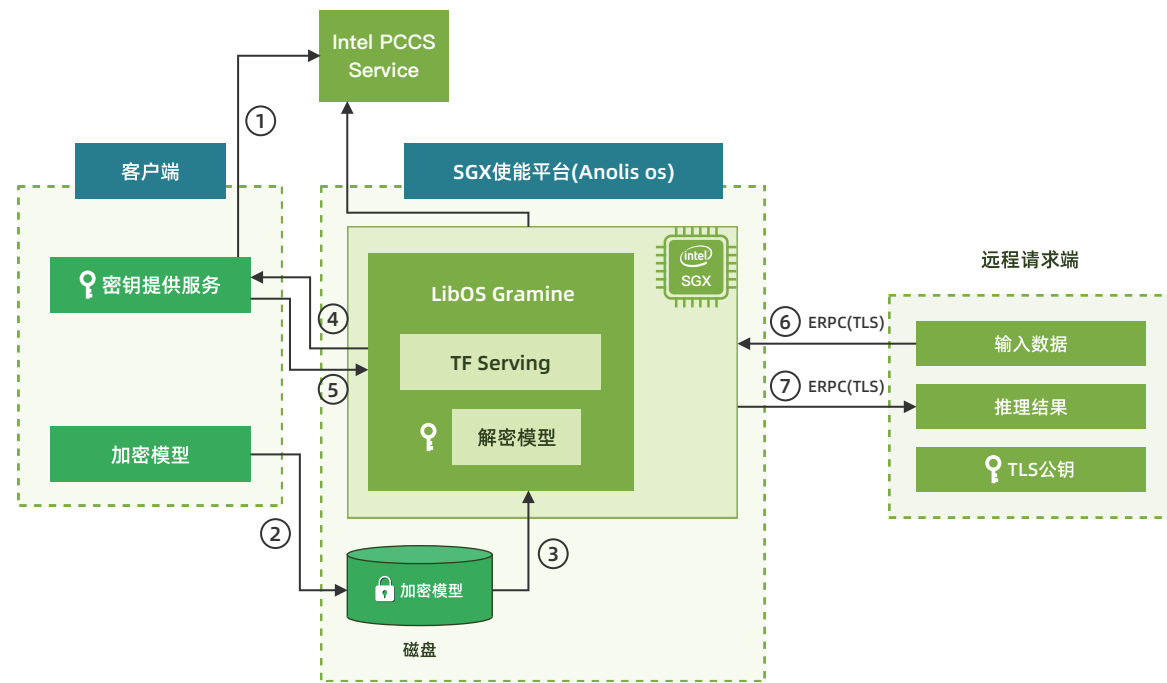 Intel PCCS
Service
①
客户端
SGX使能平台(Anolis os)
intel
SGX
密钥提供服务
LibOS Gramine
远程请求端
④
⑥ ERPC(TLS)
输入数据
TF Serving
⑤
⑦ ERPC(TLS)
推理结果
解密模型
加密模型
TLS公钥
②
③
加密模型
磁盘